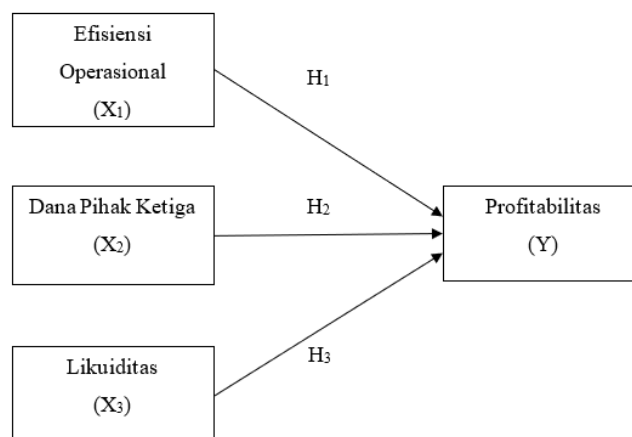 Efisiensi
Operasional
(X₁)
H₁
Dana Pihak Ketiga
(X₂)
H₂
Profitabilitas
(Y)
Likuiditas
(X₃)
H₃